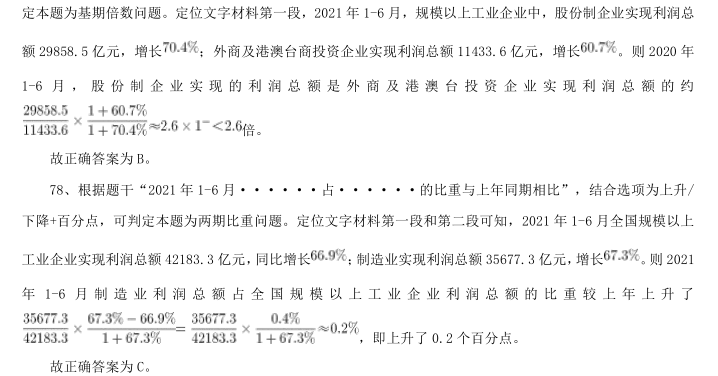 定本题为基期倍数问题。定位文字材料第一段，2021 年 1-6 月，规模以上工业企业中，股份制企业实现利润总
额 29858.5 亿元，增长70.4%；外商及港澳台商投资企业实现利润总额 11433.6 亿元，增长60.7%。则 2020 年
1-6 月，股份制企业实现的利润总额是外商及港澳台投资企业实现利润总额的约
29858.5/11433.6 × (1＋60.7%)/(1＋70.4%) ≈2.6 × 1⁻ <2.6倍。
故正确答案为 B。
78、根据题干“2021 年 1-6 月······占······的比重与上年同期相比”，结合选项为上升/
下降+百分点，可判定本题为两期比重问题。定位文字材料第一段和第二段可知，2021 年 1-6 月全国规模以上
工业企业实现利润总额 42183.3 亿元，同比增长66.9%；制造业实现利润总额 35677.3 亿元，增长67.3%。则 2021
年 1-6 月制造业利润总额占全国规模以上工业企业利润总额的比重较上年上升了
35677.3/42183.3 × (67.3%－66.9%)/(1＋67.3%) = 35677.3/42183.3 × 0.4%/(1＋67.3%) ≈0.2%，即上升了 0.2 个百分点。
故正确答案为 C。